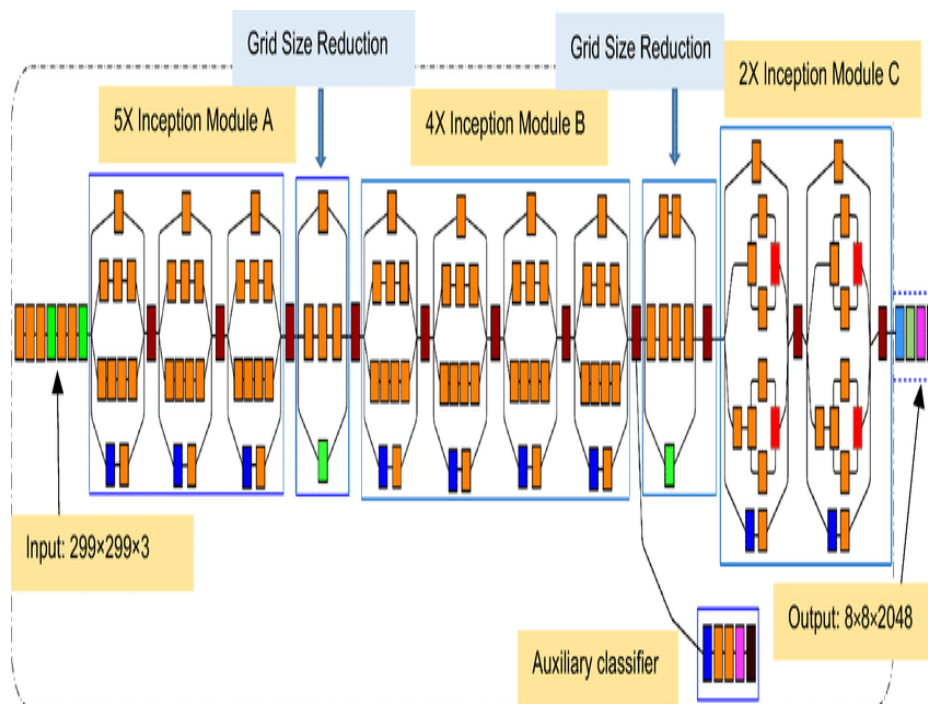 Grid Size Reduction
Grid Size Reduction
2X Inception Module C
5X Inception Module A
4X Inception Module B
Input: 299×299×3
Output: 8×8×2048
Auxiliary classifier